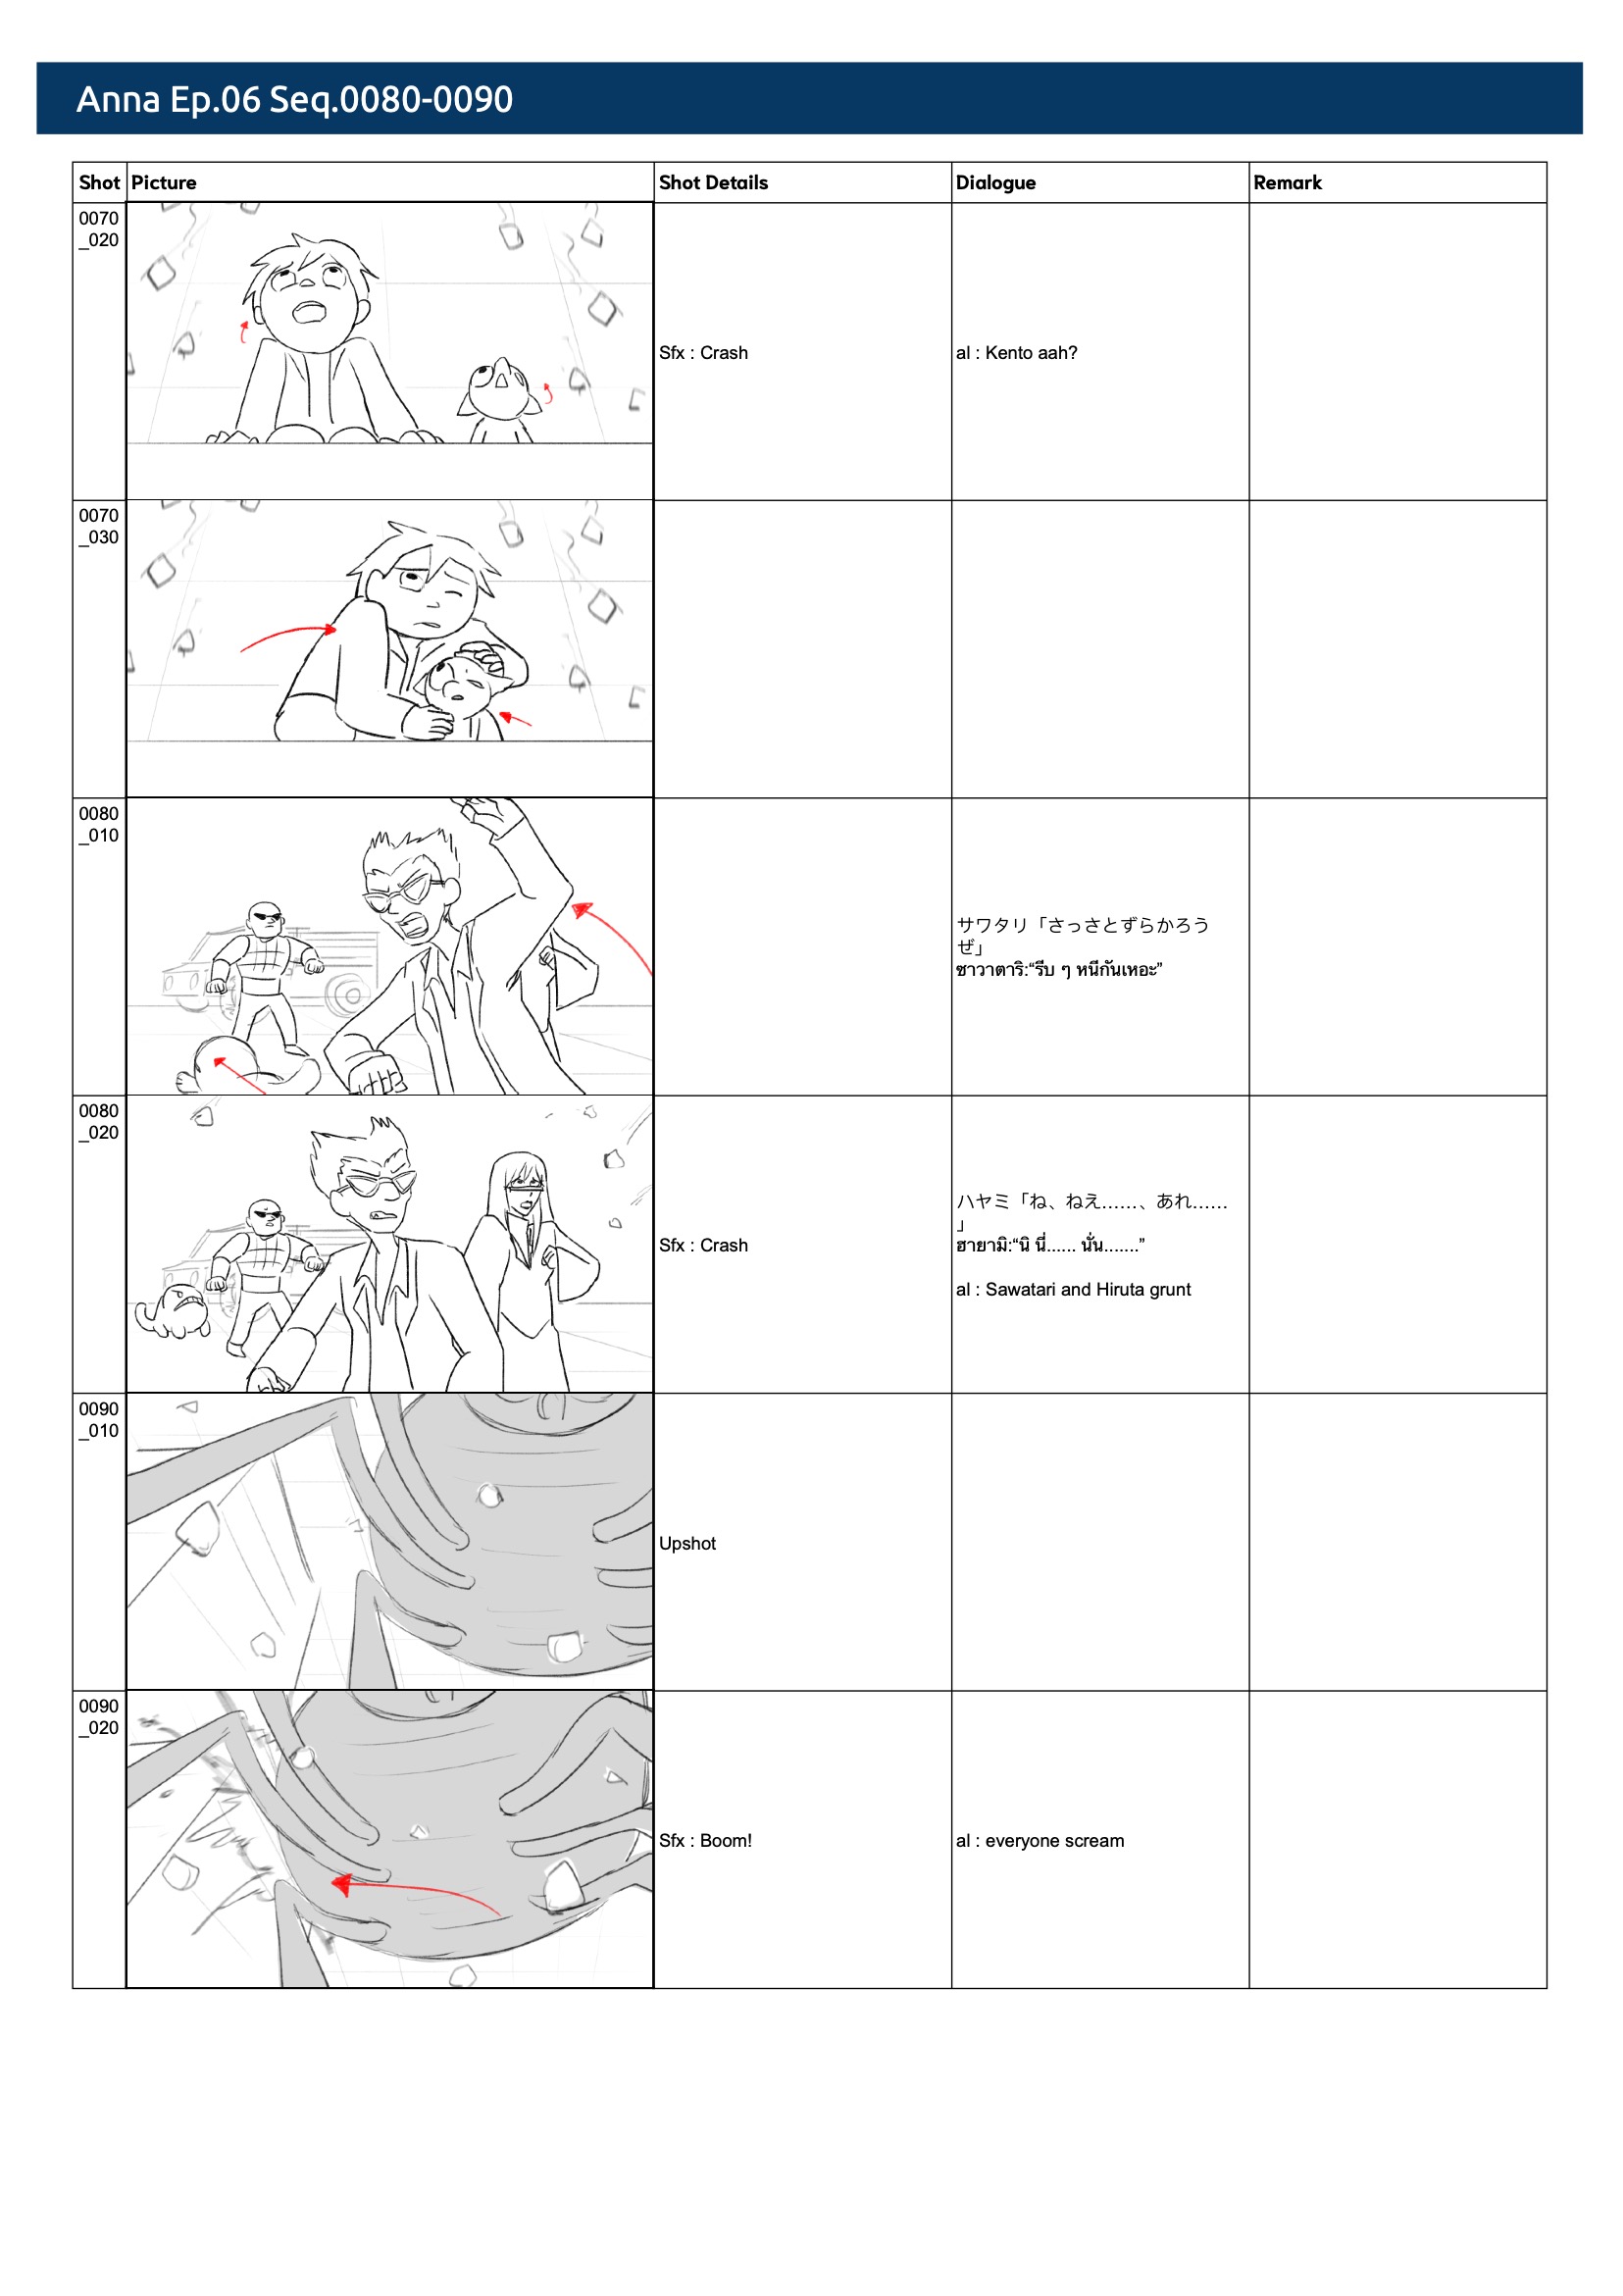 Anna Ep.06 Seq.0080-0090
Shot Picture Shot Details Dialogue Remark
0070
_020
Sfx : Crash
al : Kento aah?
0070
_030
0080
_010
サワタリ「さっさとずらかろう
ぜ」
ซาวาตาริ:“รีบ ๆ หนีกันเหอะ”
0080
_020
Sfx : Crash
ハヤミ「ね、ねえ……、あれ……
」
ฮายามิ:“นิ นี่...... นั่น.......”
al : Sawatari and Hiruta grunt
0090
_010
Upshot
0090
_020
Sfx : Boom!
al : everyone scream